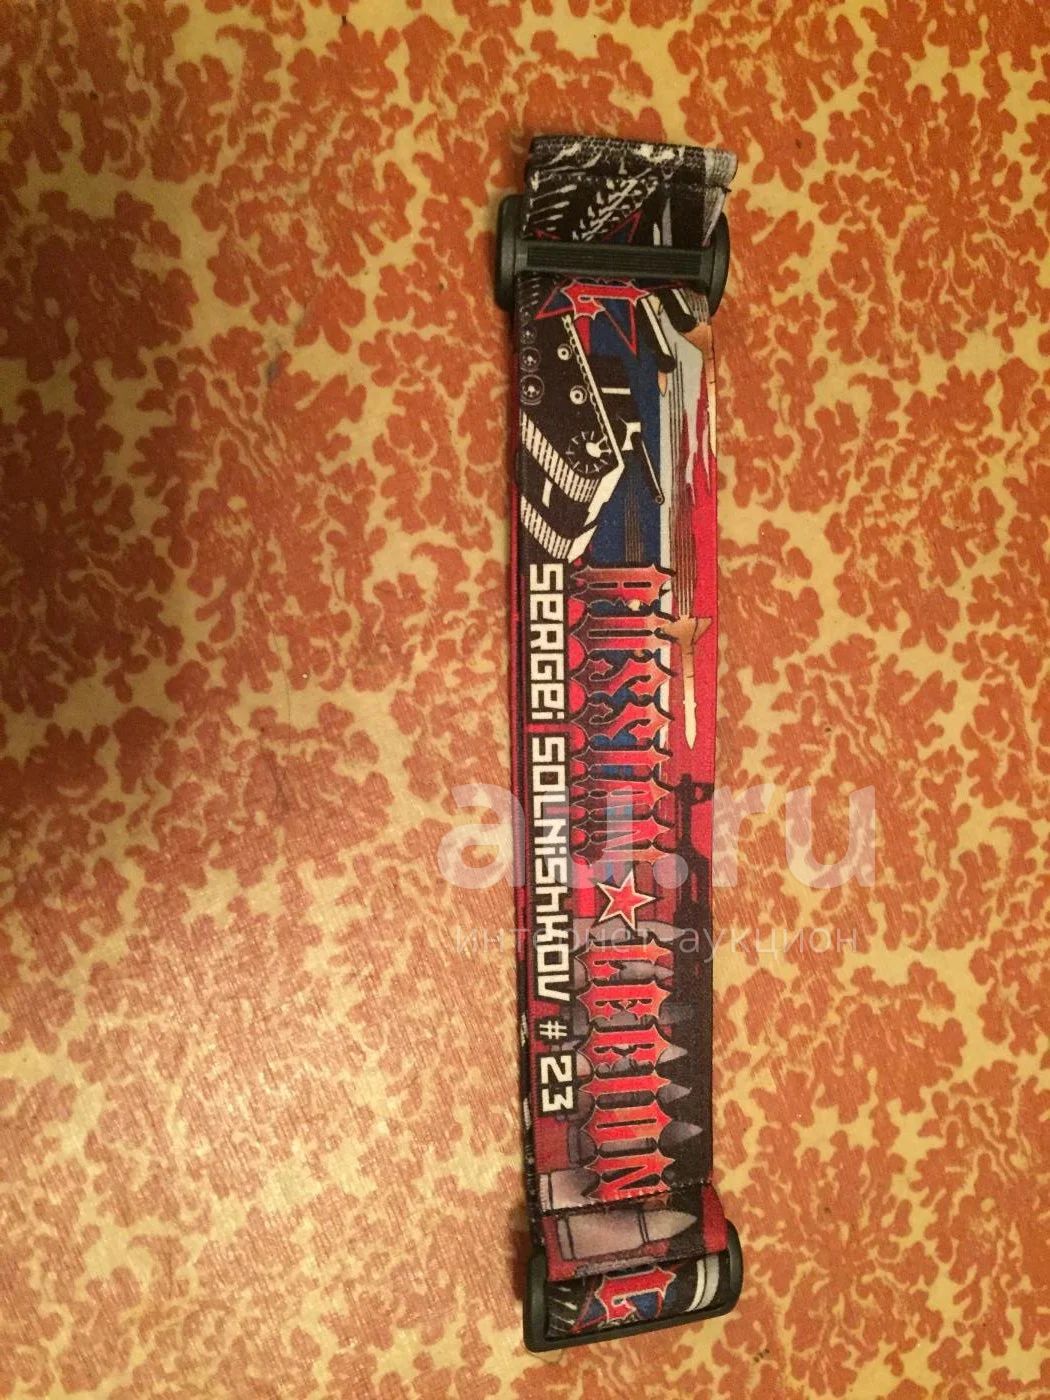 RUSSIAN LEGION
SERGEi SOLNiShKOV # 23
L
L
au.ru
интернет-аукцион